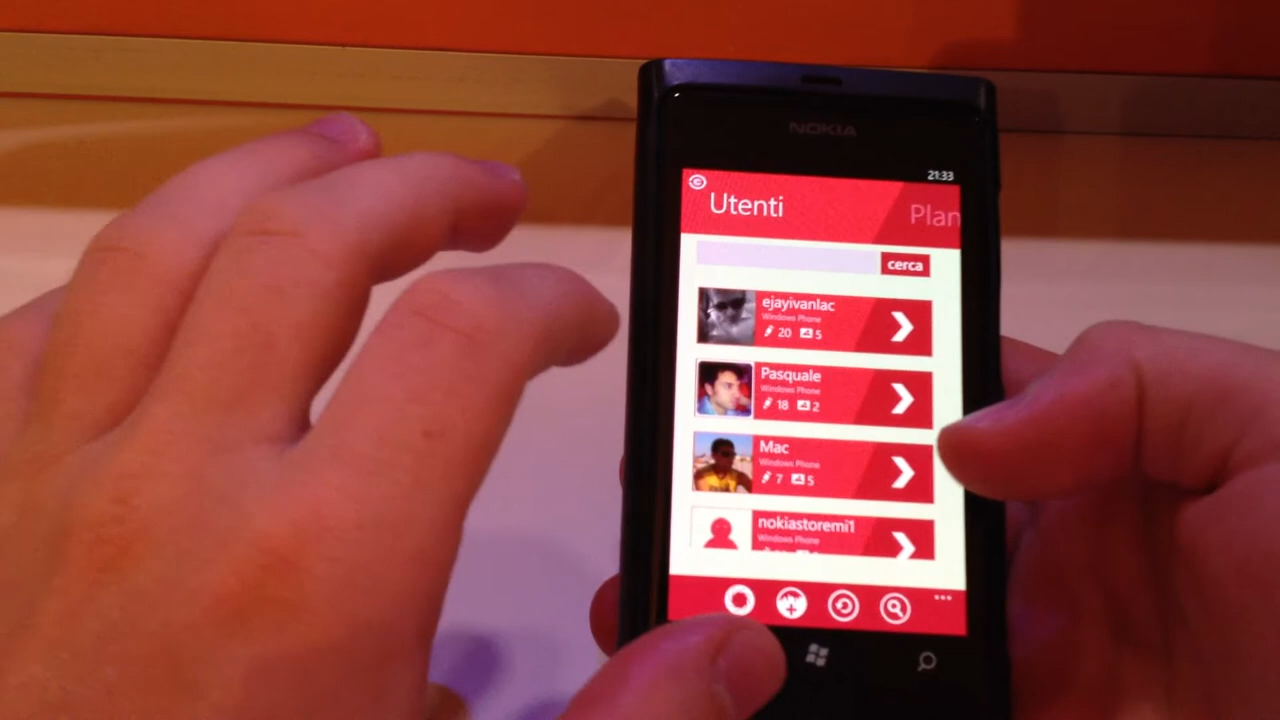 NOKIA
21:33
Utenti
Plan
cerca
ejayivanlac
Windows Phone
20 5
Pasquale
Windows Phone
18 2
Mac
Windows Phone
7 5
nokiastoremi1
Windows Phone